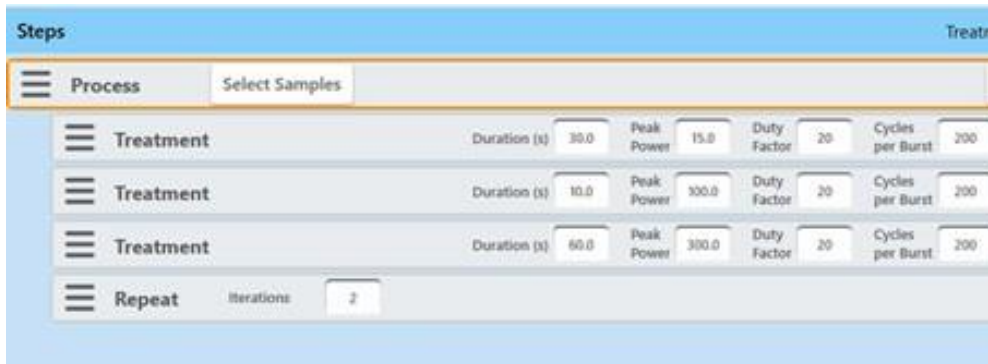 Steps Treatr
Process Select Samples
Treatment Duration (s) 30.0 Peak Power 15.0 Duty Factor 20 Cycles per Burst 200
Treatment Duration (s) 10.0 Peak Power 100.0 Duty Factor 20 Cycles per Burst 200
Treatment Duration (s) 60.0 Peak Power 300.0 Duty Factor 20 Cycles per Burst 200
Repeat Iterations 2